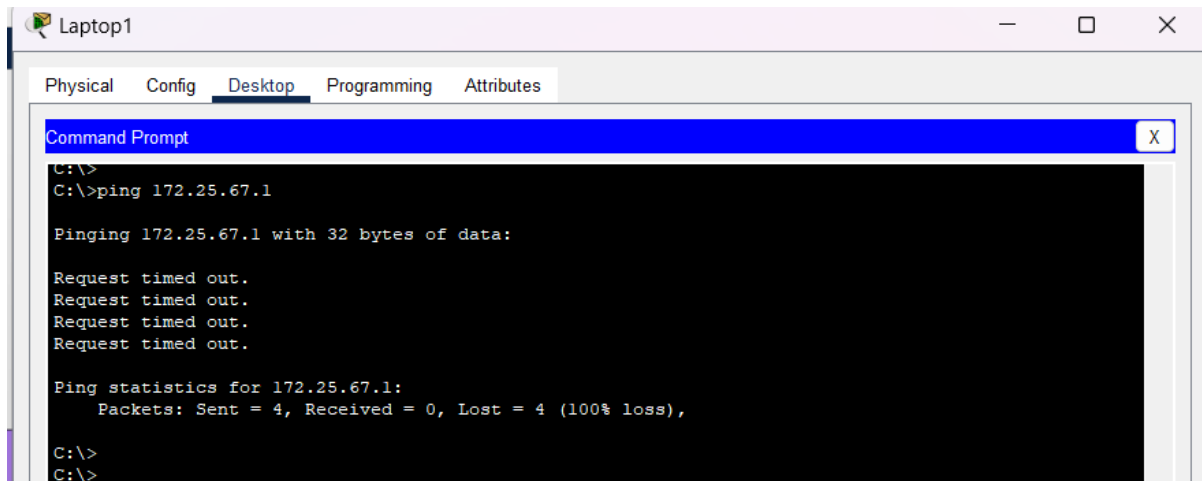 Laptop1
Physical Config Desktop Programming Attributes
Command Prompt X
C:\>
C:\>ping 172.25.67.1
Pinging 172.25.67.1 with 32 bytes of data:
Request timed out.
Request timed out.
Request timed out.
Request timed out.
Ping statistics for 172.25.67.1:
Packets: Sent = 4, Received = 0, Lost = 4 (100% loss),
C:\>
C:\>